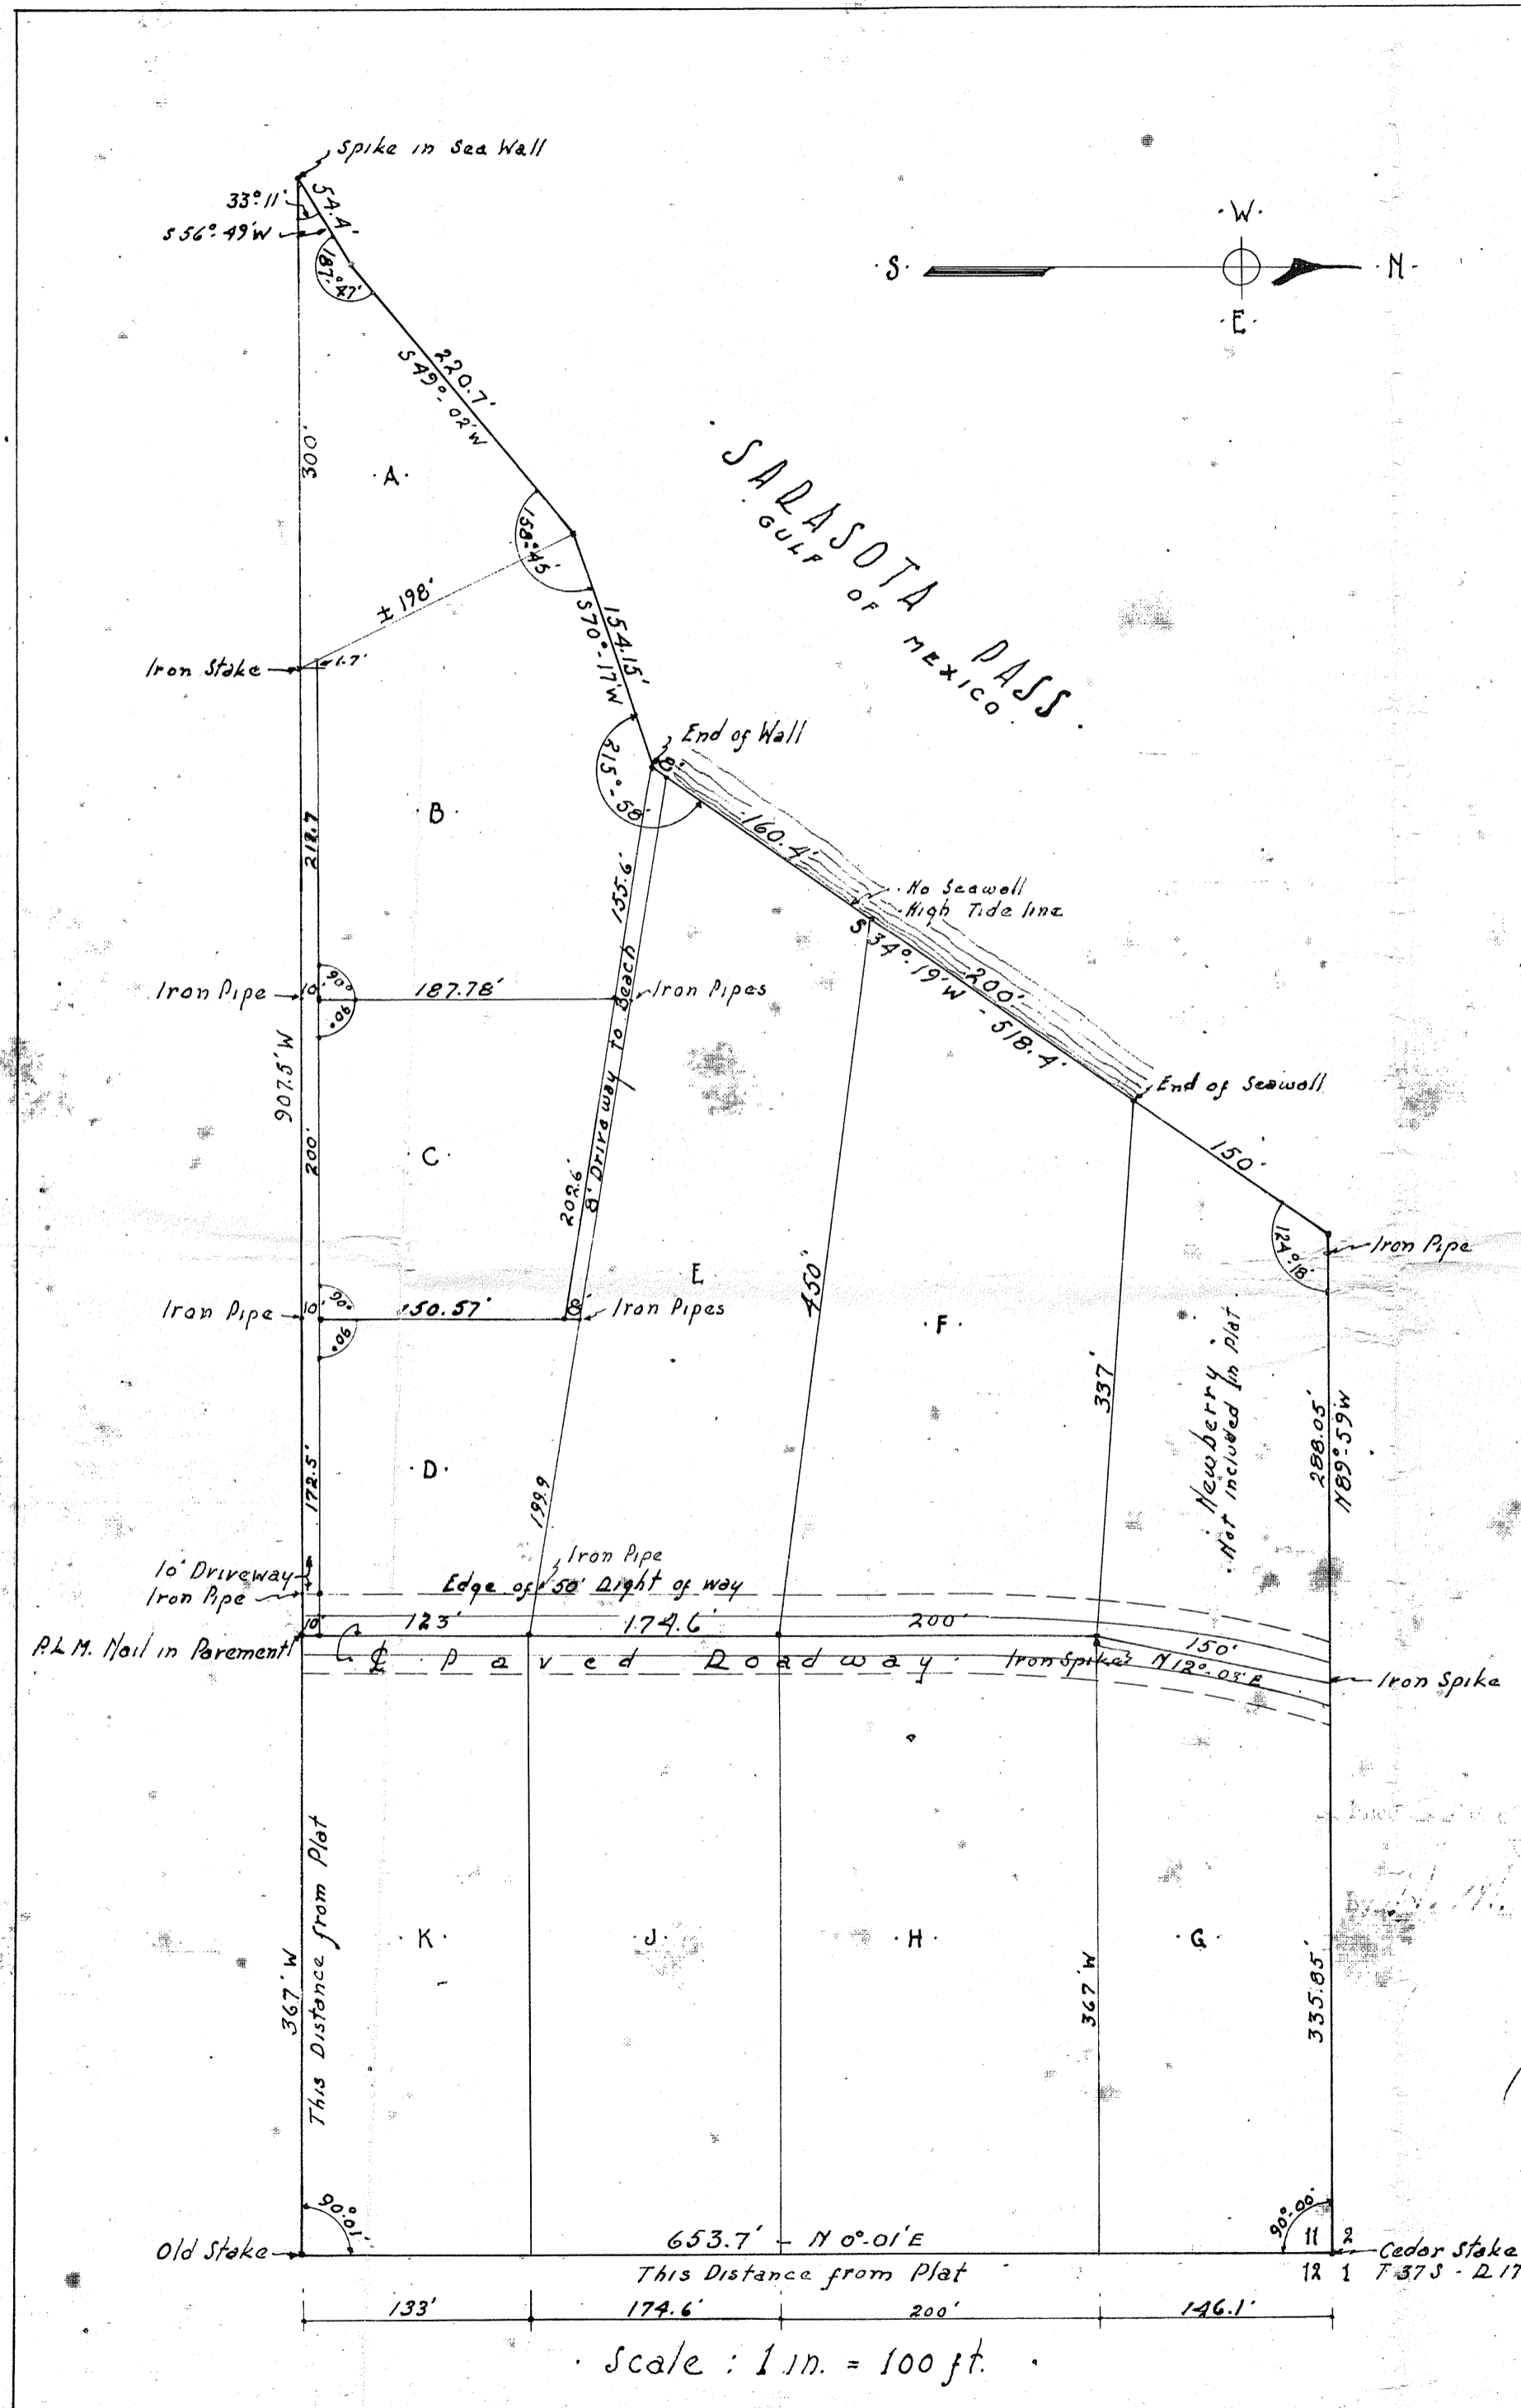 Spike in Sea Wall
54.4'
33°11'
S 56°-49'W
187°-47'
.W.
.S.
.N.
.E.
220.7'
S 49°-02'W
300'
.A.
158°-45'
± 198'
SARASOTA PASS.
GULF OF MEXICO.
154.15'
S 70°-17'W
Iron Stake
1.7'
End of Wall
8'
215°-58'
.B.
160.4'
155.6'
No Seawall
High Tide line
S 34°-19'W - 518.4'
200'
90°
Iron Pipe
10'
187.78'
Iron Pipes
90°
907.5'W
8' Driveway to Beach
End of Seawall
150'
200'
.C.
202.6'
124°-18'
Iron Pipe
E.
450'
90°
Iron Pipe
10'
150.57'
8'
Iron Pipes
90°
.F.
337'
Newberry.
.Not included in plat.
288.05'
N 89°-59'W
172.5'
.D.
199.9
10' Driveway
Iron Pipe
Iron Pipe
Edge of 50' Right of way
10'
123'
174.6'
200'
150'
N 12°-03'E
P.L.M. Nail in Pavement
₵ Paved Roadway.
Iron Spike
Iron Spike
This Distance from Plat
367' W
.K.
.J.
.H.
.G.
367' W
335.85'
90°-01'
90°-00'
Old Stake
653.7' - N 0°-01'E
11 2
12 1
Cedar Stake
T 37 S - R 17
This Distance from Plat
133'
174.6'
200'
146.1'
. Scale : 1 in. = 100 ft. .